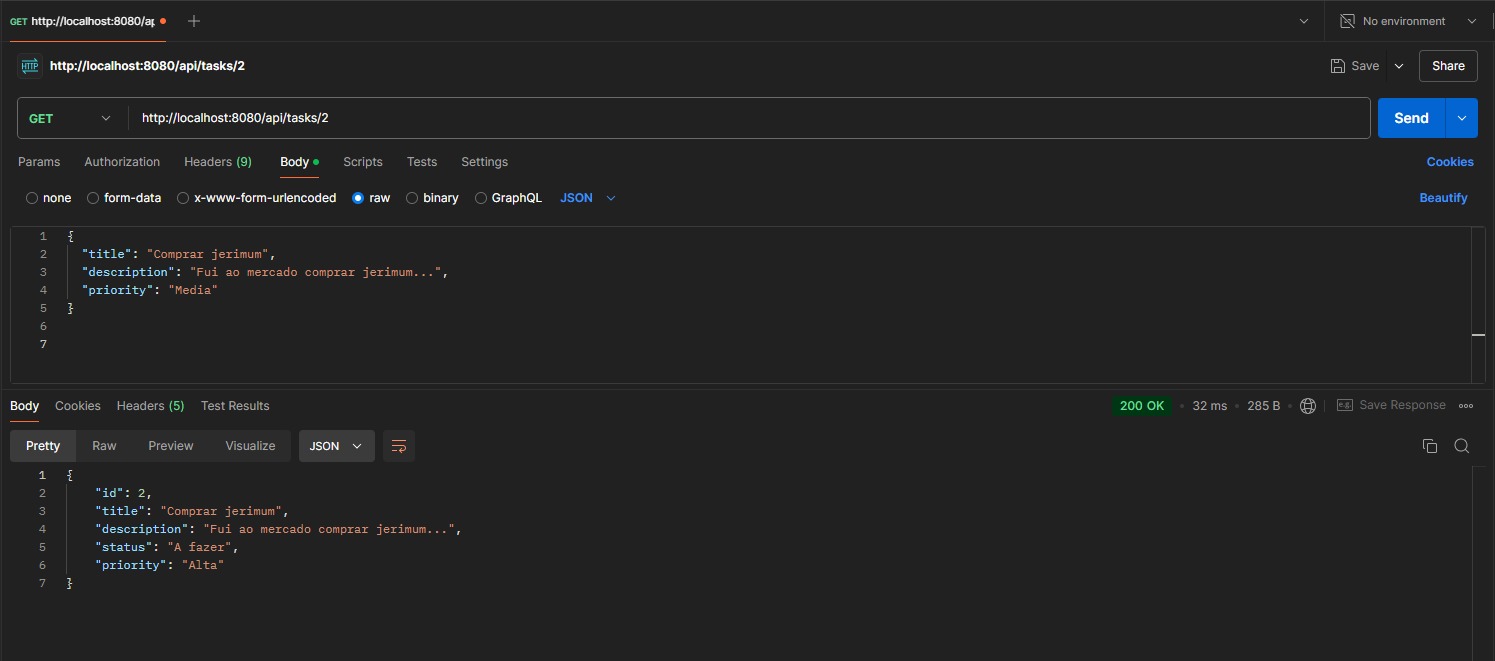 GET http://localhost:8080/ap
No environment
HTTP http://localhost:8080/api/tasks/2
Save
Share
GET http://localhost:8080/api/tasks/2
Send
Params Authorization Headers (9) Body Scripts Tests Settings Cookies
none form-data x-www-form-urlencoded raw binary GraphQL JSON Beautify
1 {
2 "title": "Comprar jerimum",
3 "description": "Fui ao mercado comprar jerimum...",
4 "priority": "Media"
5 }
6
7
Body Cookies Headers (5) Test Results 200 OK • 32 ms • 285 B • e.g. Save Response
Pretty Raw Preview Visualize JSON
1 {
2 "id": 2,
3 "title": "Comprar jerimum",
4 "description": "Fui ao mercado comprar jerimum...",
5 "status": "A fazer",
6 "priority": "Alta"
7 }